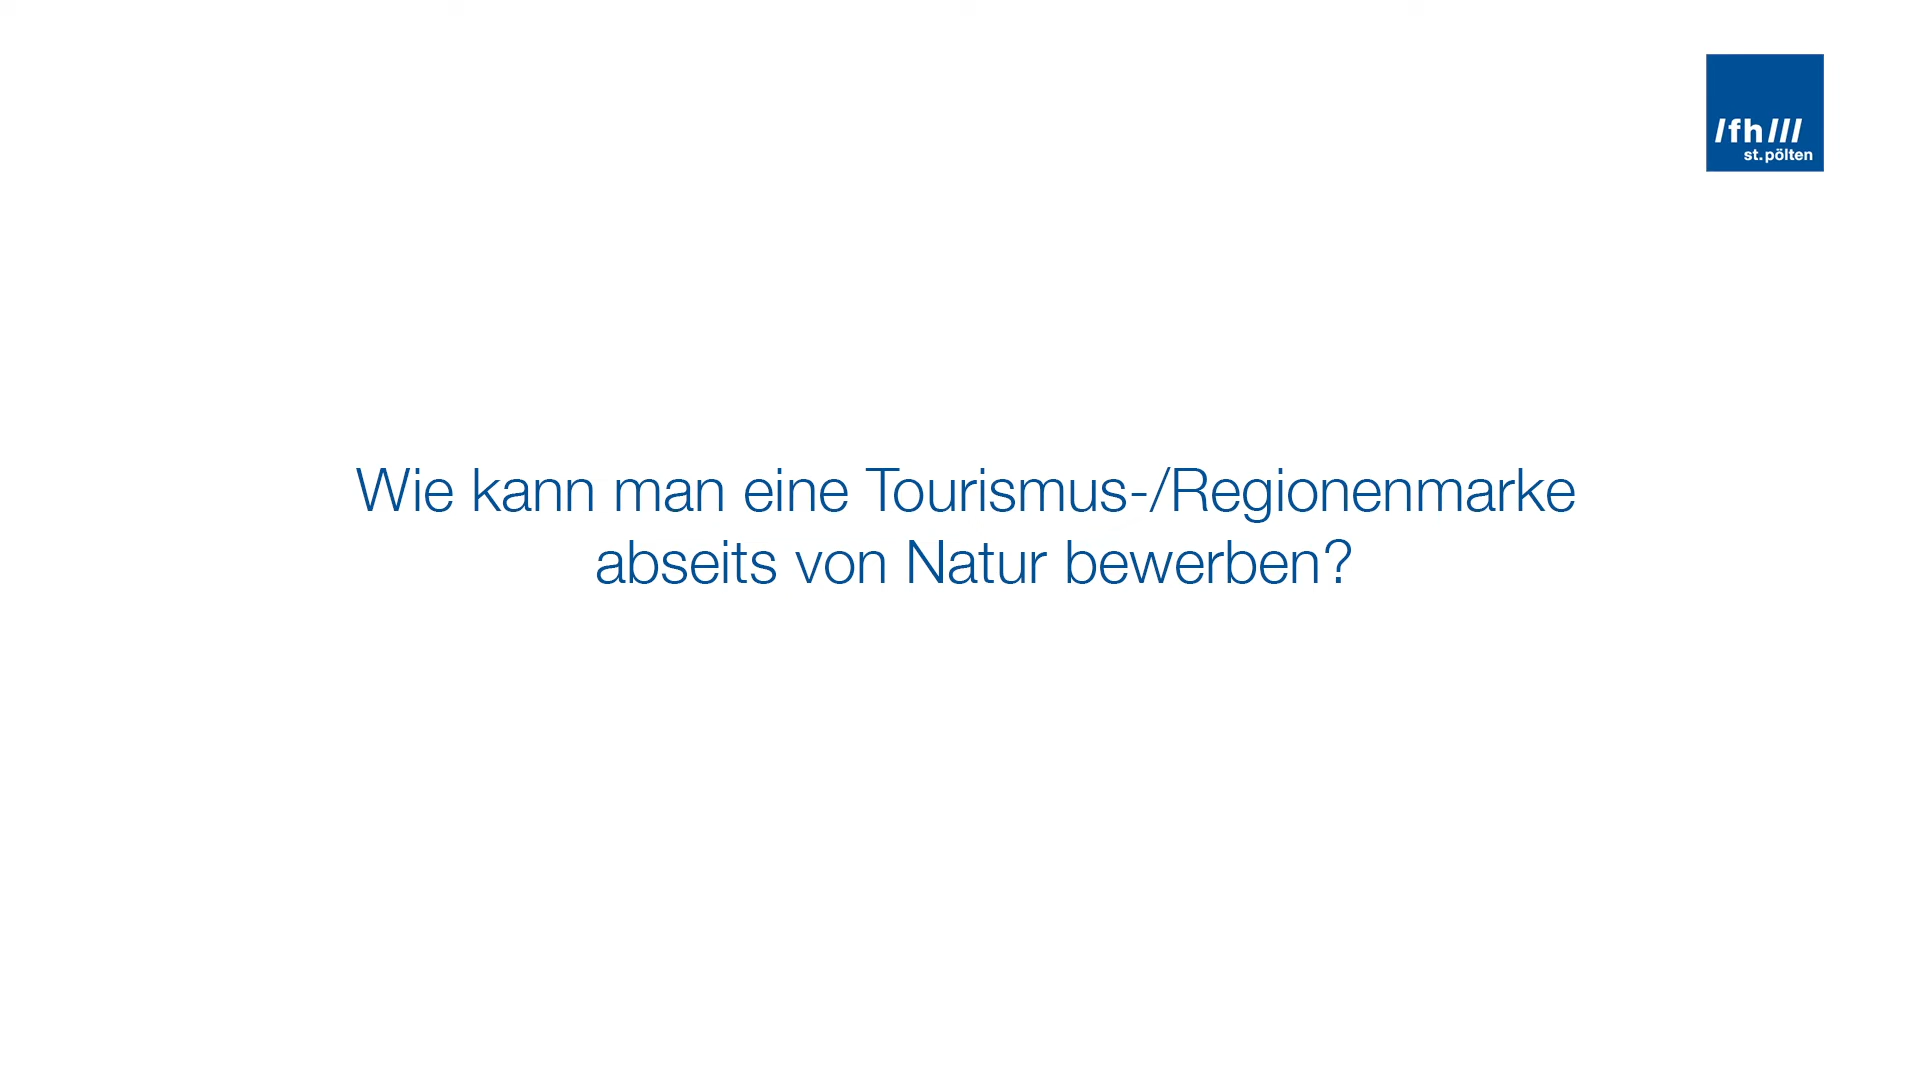 /fh///
st.pölten
Wie kann man eine Tourismus-/Regionenmarke
abseits von Natur bewerben?